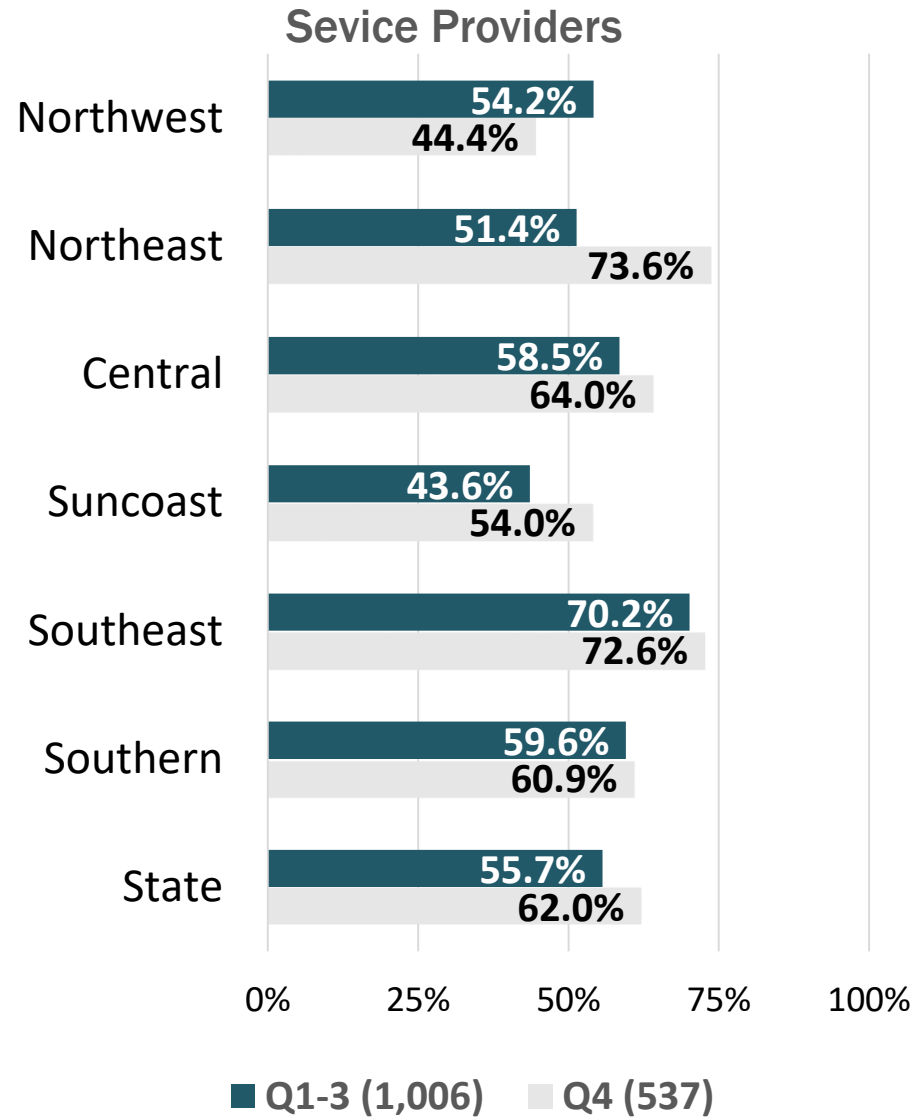 Sevice Providers
Northwest
54.2%
44.4%
Northeast
51.4%
73.6%
Central
58.5%
64.0%
Suncoast
43.6%
54.0%
Southeast
70.2%
72.6%
Southern
59.6%
60.9%
State
55.7%
62.0%
0% 25% 50% 75% 100%
Q1-3 (1,006) Q4 (537)